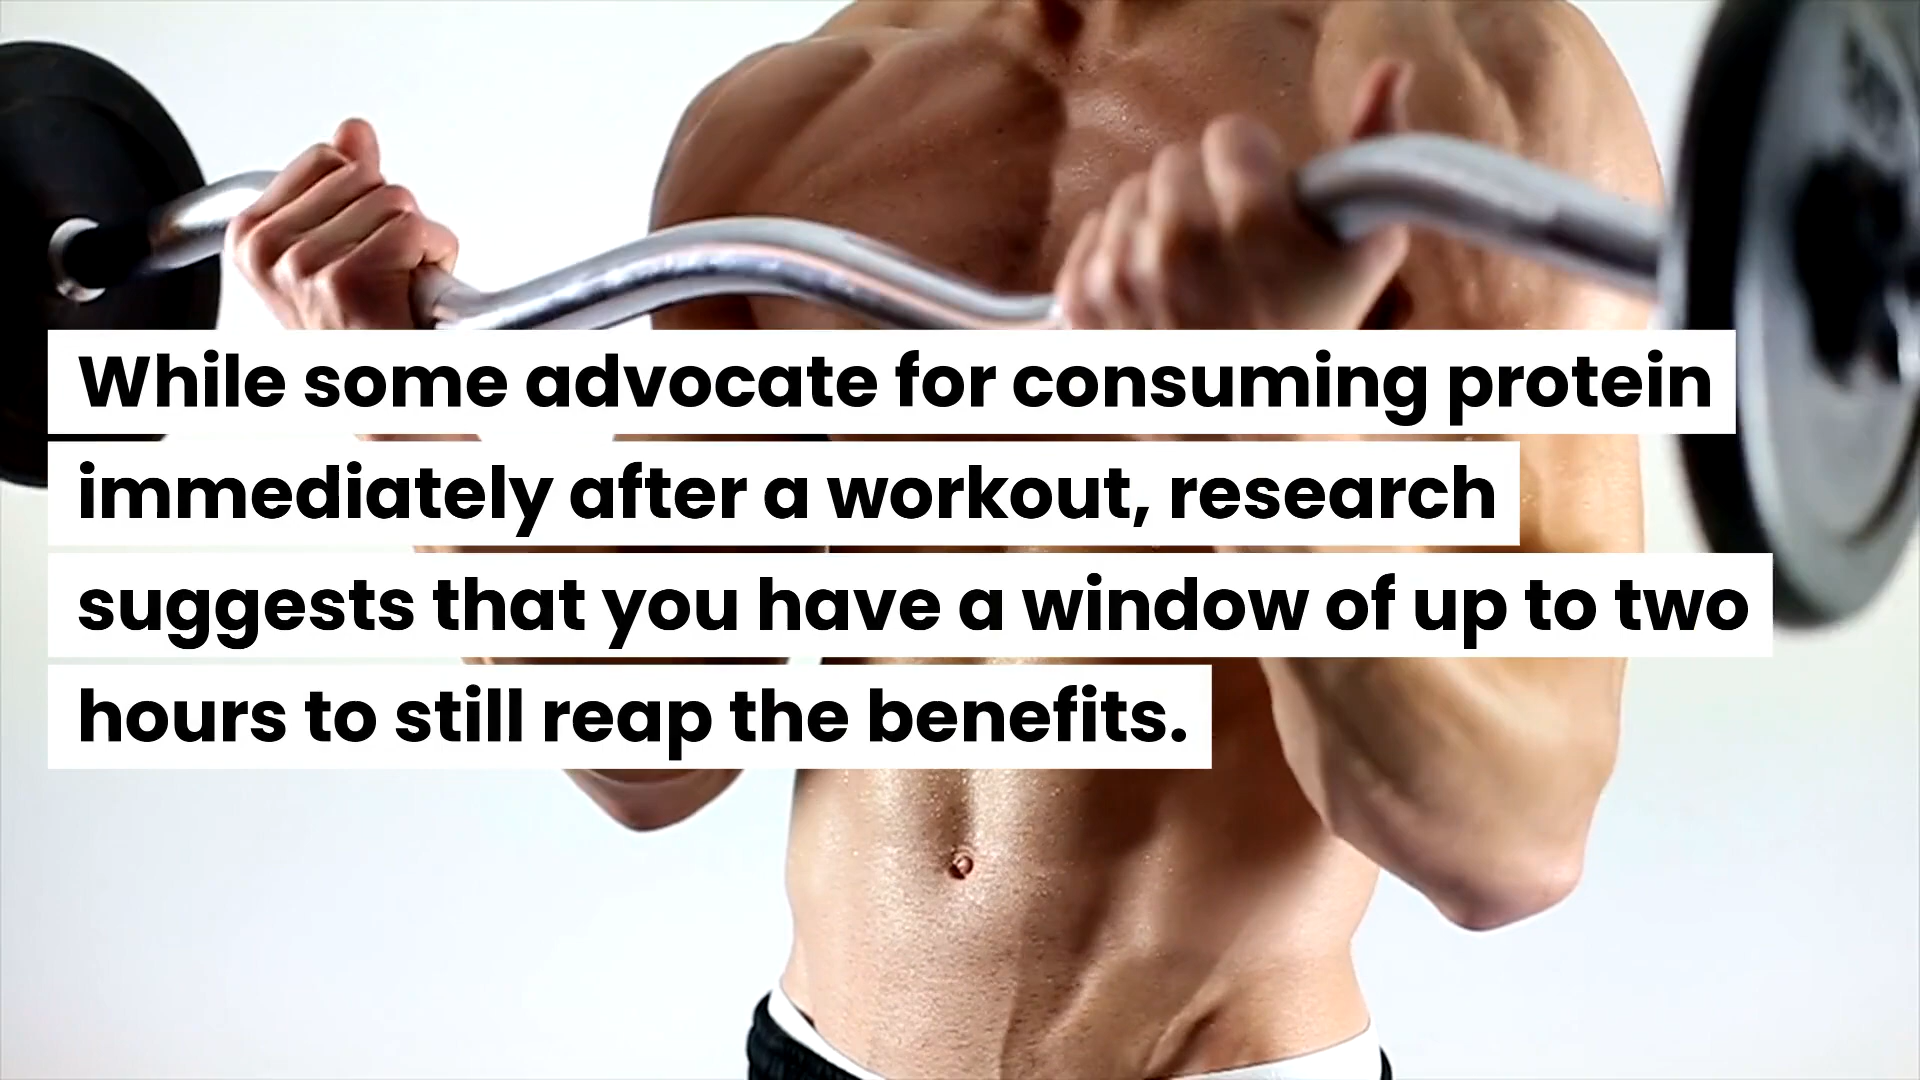 While some advocate for consuming protein
immediately after a workout, research
suggests that you have a window of up to two
hours to still reap the benefits.